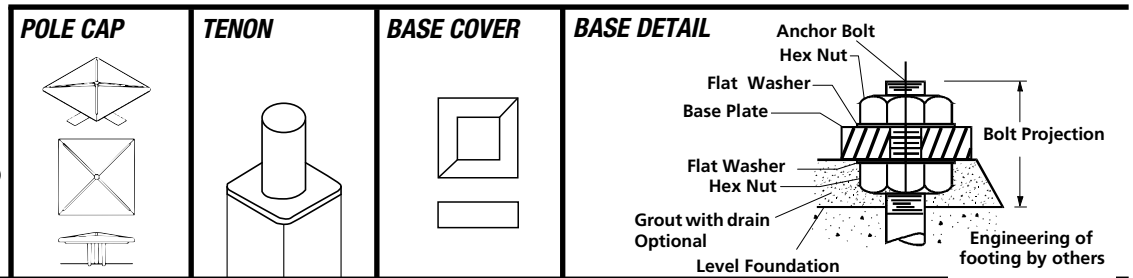 POLE CAP
TENON
BASE COVER
BASE DETAIL
Anchor Bolt
Hex Nut
Flat Washer
Base Plate
Bolt Projection
Flat Washer
Hex Nut
Grout with drain
Optional
Level Foundation
Engineering of
footing by others